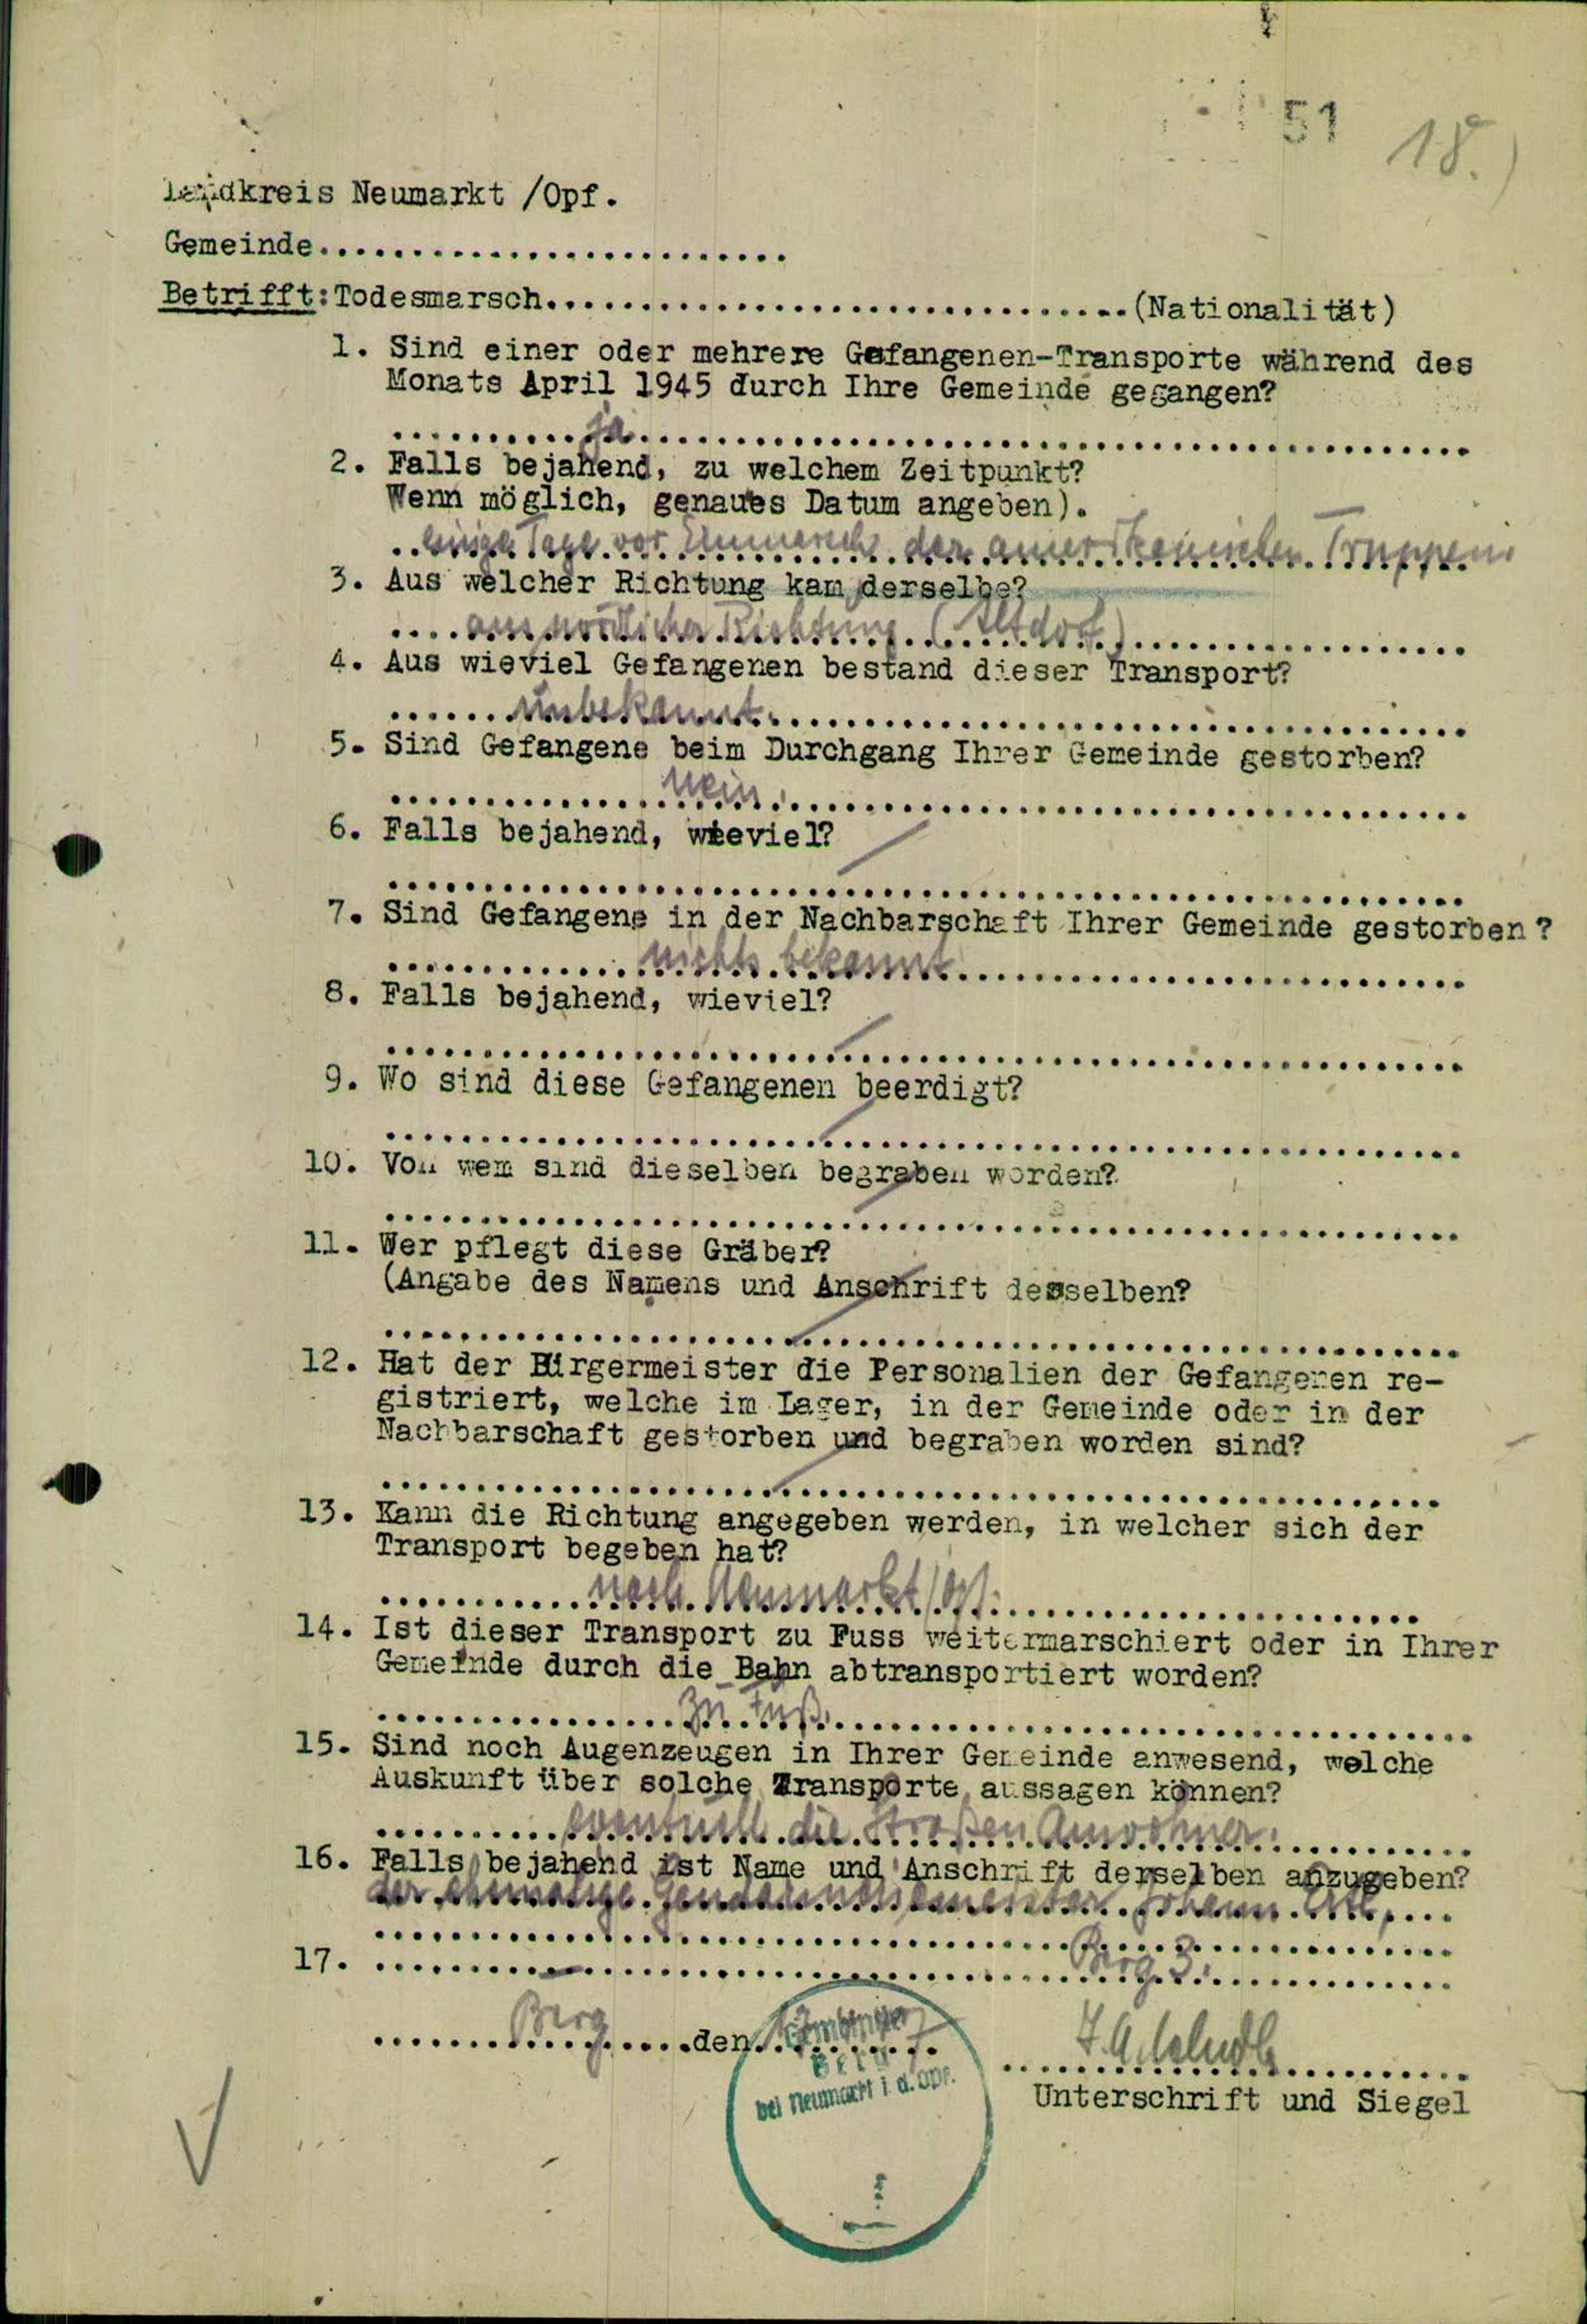 51 18.)
Landkreis Neumarkt /Opf.
Gemeinde..........................
Betrifft:Todesmarsch...............................(Nationalität)
1. Sind einer oder mehrere Gefangenen-Transporte während des
Monats April 1945 durch Ihre Gemeinde gegangen?
ja
2. Falls bejahend, zu welchem Zeitpunkt?
Wenn möglich, genaues Datum angeben).
einige Tage vor Einmarsch der amerikanischen Truppen.
3. Aus welcher Richtung kam derselbe?
aus nördlicher Richtung (Altdorf)
4. Aus wieviel Gefangenen bestand dieser Transport?
unbekannt.
5. Sind Gefangene beim Durchgang Ihrer Gemeinde gestorben?
Nein.
6. Falls bejahend, wieviel?
7. Sind Gefangene in der Nachbarschaft Ihrer Gemeinde gestorben?
nichts bekannt
8. Falls bejahend, wieviel?
9. Wo sind diese Gefangenen beerdigt?
10. Von wem sind dieselben begraben worden?
11. Wer pflegt diese Gräber?
(Angabe des Namens und Anschrift desselben?
12. Hat der Bürgermeister die Personalien der Gefangenen re-
gistriert, welche im Lager, in der Gemeinde oder in der
Nachbarschaft gestorben und begraben worden sind?
13. Kann die Richtung angegeben werden, in welcher sich der
Transport begeben hat?
nach Neumarkt/Opf.
14. Ist dieser Transport zu Fuss weitermarschiert oder in Ihrer
Gemeinde durch die Bahn abtransportiert worden?
Zu Fuß.
15. Sind noch Augenzeugen in Ihrer Gemeinde anwesend, welche
Auskunft über solche Transporte aussagen können?
eventuell die Straßen Anwohner.
16. Falls bejahend ist Name und Anschrift derselben anzugeben?
der ehemalige Johann
Berg 3.
17.
Berg den
Berg
bei Neumarkt i. d. OPf.
Unterschrift und Siegel